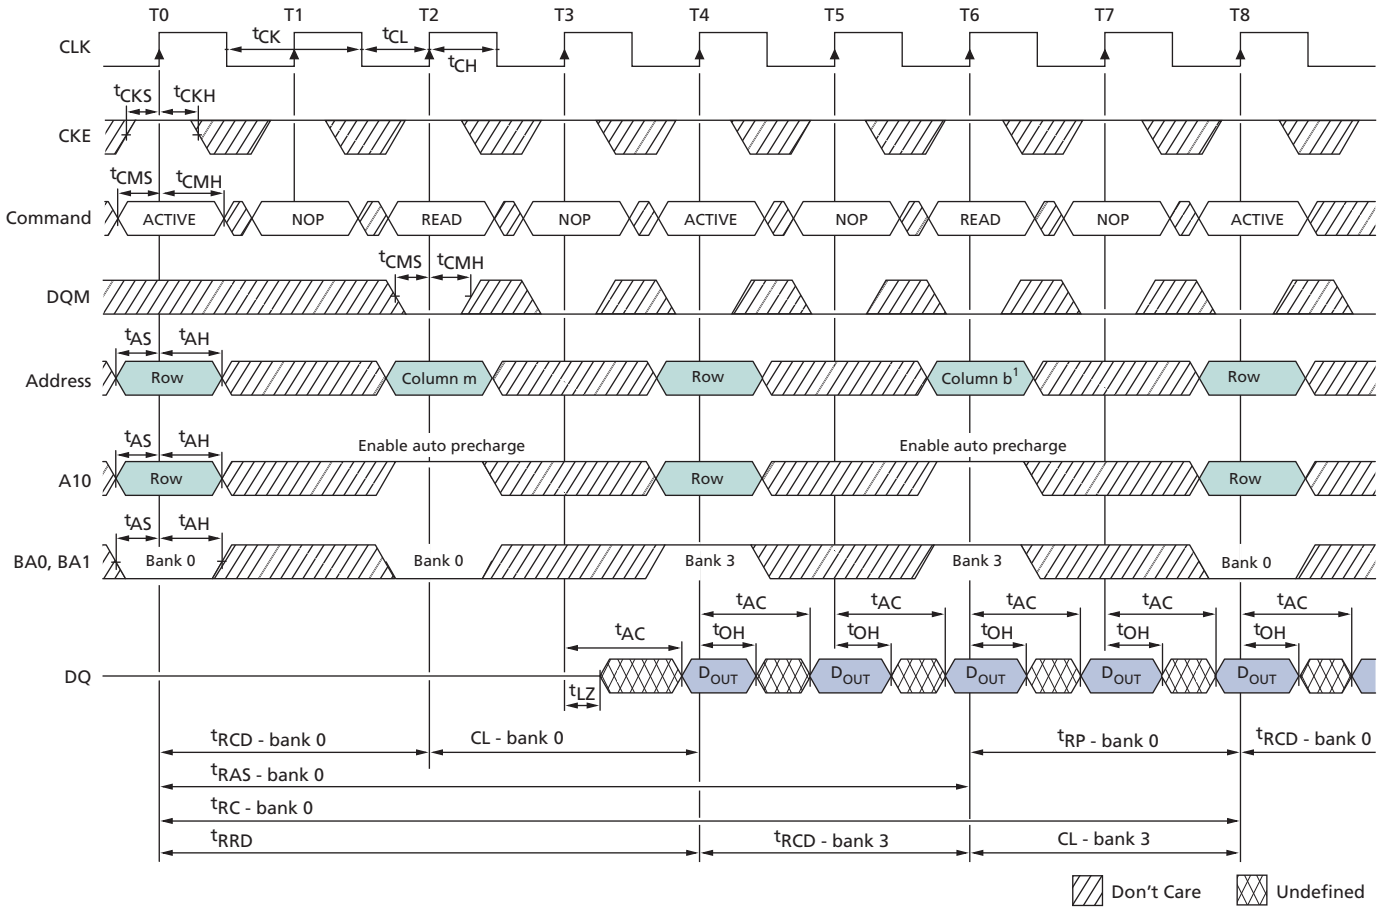 T0 T1 T2 T3 T4 T5 T6 T7 T8
CLK
tCK tCL
tCH
tCKS tCKH
CKE
tCMS tCMH
Command ACTIVE NOP READ NOP ACTIVE NOP READ NOP ACTIVE
tCMS tCMH
DQM
tAS tAH
Address Row Column m Row Column b1 Row
tAS tAH Enable auto precharge Enable auto precharge
A10 Row Row Row
tAS tAH
BA0, BA1 Bank 0 Bank 0 Bank 3 Bank 3 Bank 0
tAC tAC tAC tAC tAC
tAC tOH tOH tOH tOH tOH
DQ DOUT DOUT DOUT DOUT DOUT
tLZ
tRCD - bank 0 CL - bank 0 tRP - bank 0 tRCD - bank 0
tRAS - bank 0
tRC - bank 0
tRRD tRCD - bank 3 CL - bank 3
Don't Care Undefined